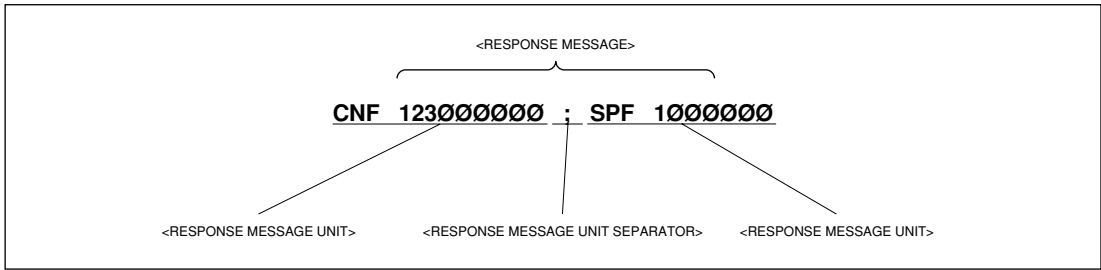 <RESPONSE MESSAGE>
CNF 123ØØØØØØ ; SPF 1ØØØØØØ
<RESPONSE MESSAGE UNIT> <RESPONSE MESSAGE UNIT SEPARATOR> <RESPONSE MESSAGE UNIT>